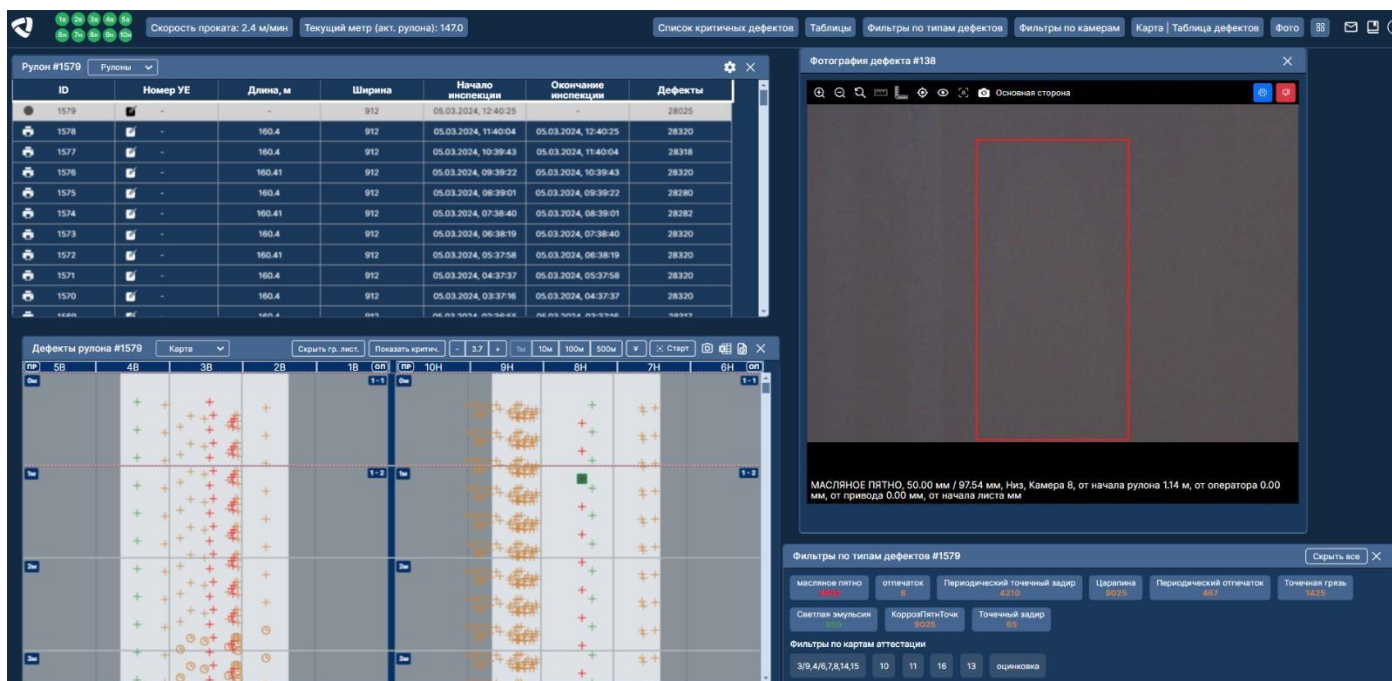 1в 2в 3в 4в 5в
6н 7н 8н 9н 10н
Скорость проката: 2.4 м/мин
Текущий метр (акт. рулона): 147.0
Список критичных дефектов
Таблицы
Фильтры по типам дефектов
Фильтры по камерам
Карта | Таблица дефектов
Фото
Рулон #1579 Рулоны
ID Номер УЕ Длина, м Ширина Начало инспекции Окончание инспекции Дефекты
1579 - - 912 05.03.2024, 12:40:25 - 28025
1578 - 160.4 912 05.03.2024, 11:40:04 05.03.2024, 12:40:25 28320
1577 - 160.4 912 05.03.2024, 10:39:43 05.03.2024, 11:40:04 28318
1576 - 160.41 912 05.03.2024, 09:39:22 05.03.2024, 10:39:43 28320
1575 - 160.4 912 05.03.2024, 08:39:01 05.03.2024, 09:39:22 28280
1574 - 160.41 912 05.03.2024, 07:38:40 05.03.2024, 08:39:01 28282
1573 - 160.4 912 05.03.2024, 06:38:19 05.03.2024, 07:38:40 28320
1572 - 160.41 912 05.03.2024, 05:37:58 05.03.2024, 06:38:19 28320
1571 - 160.4 912 05.03.2024, 04:37:37 05.03.2024, 05:37:58 28320
1570 - 160.4 912 05.03.2024, 03:37:16 05.03.2024, 04:37:37 28320
Фотография дефекта #138
Основная сторона
МАСЛЯНОЕ ПЯТНО, 50.00 мм / 97.54 мм, Низ, Камера 8, от начала рулона 1.14 м, от оператора 0.00
мм, от привода 0.00 мм, от начала листа мм
Дефекты рулона #1579 Карта Скрыть гр. лист. Показать критич. - 3.7 + 1м 10м 100м 500м Старт
ПР 5В 4В 3В 2В 1В ОП ПР 10Н 9Н 8Н 7Н 6Н ОП
0м 1-1 0м 1-1
1м 1-2 1м 1-2
2м 2м
3м 3м
Фильтры по типам дефектов #1579 Скрыть все
масляное пятно
отпечаток 8
Периодический точечный задир 4210
Царапина 9025
Периодический отпечаток 467
Точечная грязь 1425
Светлая эмульсия 900
КоррозПятнТочк 9025
Точечный задир 65
Фильтры по картам аттестации
3/9,4/6,7,8,14,15 10 11 16 13 оцинковка